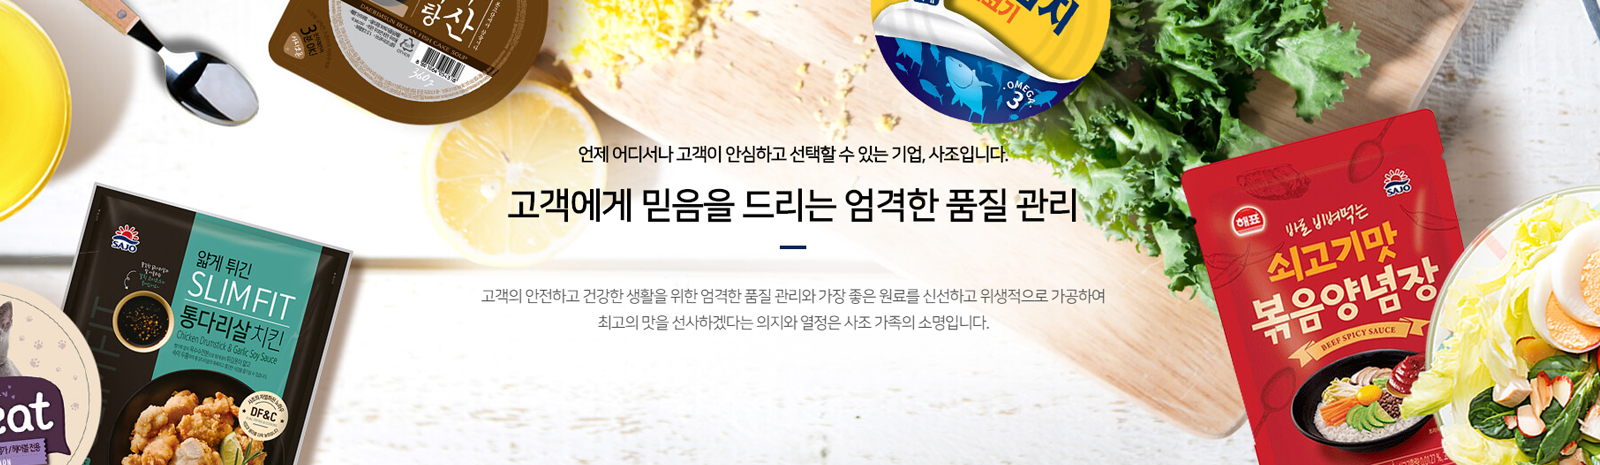 탕
산
DAERIMSUN BUSAN FISH CAKE SOUP
360g
OMEGA
3
언제 어디서나 고객이 안심하고 선택할 수 있는 기업, 사조입니다.
고객에게 믿음을 드리는 엄격한 품질 관리
고객의 안전하고 건강한 생활을 위한 엄격한 품질 관리와 가장 좋은 원료를 신선하고 위생적으로 가공하여
최고의 맛을 선사하겠다는 의지와 열정은 사조 가족의 소명입니다.
SAJO
얇게 튀긴
SLIMFIT
통다리살 치킨
Chicken Drumstick & Garlic Soy Sauce
DF&C
eat
SAJO
해표
바로 비벼먹는
쇠고기맛
볶음양념장
BEEF SPICY SAUCE